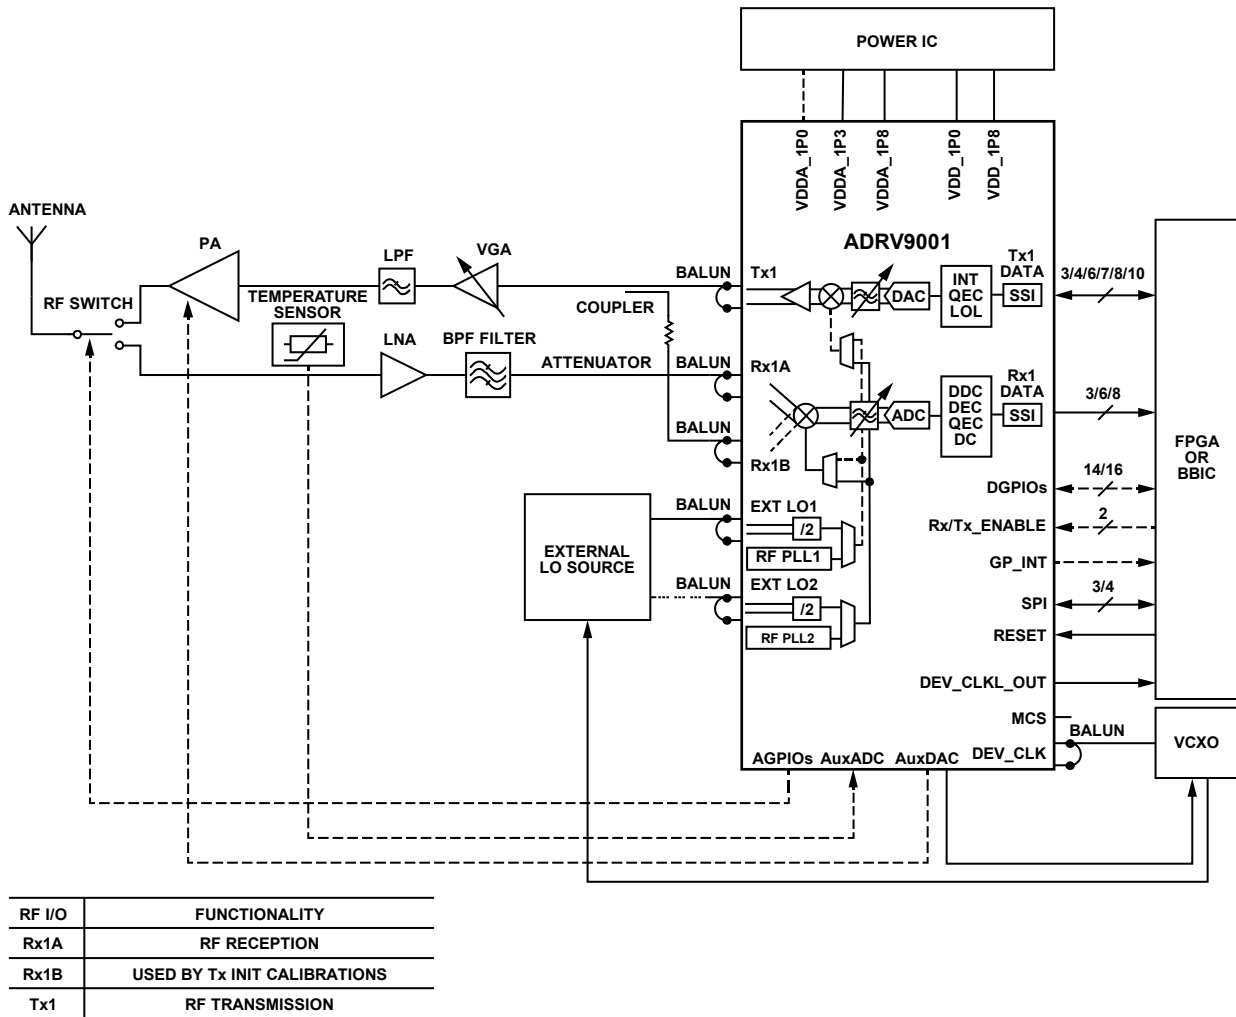 POWER IC
VDDA_1P0
VDDA_1P3
VDDA_1P8
VDD_1P0
VDD_1P8
ADRV9001
ANTENNA
RF SWITCH
PA
TEMPERATURE
SENSOR
LPF
VGA
LNA
BPF FILTER
COUPLER
ATTENUATOR
BALUN
Tx1
DAC
INT
QEC
LOL
Tx1
DATA
SSI
3/4/6/7/8/10
BALUN
Rx1A
ADC
DDC
DEC
QEC
DC
Rx1
DATA
SSI
3/6/8
BALUN
Rx1B
FPGA
OR
BBIC
DGPIOs
14/16
Rx/Tx_ENABLE
2
GP_INT
SPI
3/4
RESET
DEV_CLKL_OUT
MCS
DEV_CLK
BALUN
VCXO
EXTERNAL
LO SOURCE
BALUN
EXT LO1
/2
RF PLL1
BALUN
EXT LO2
/2
RF PLL2
AGPIOs
AuxADC
AuxDAC
RF I/O FUNCTIONALITY
Rx1A RF RECEPTION
Rx1B USED BY Tx INIT CALIBRATIONS
Tx1 RF TRANSMISSION